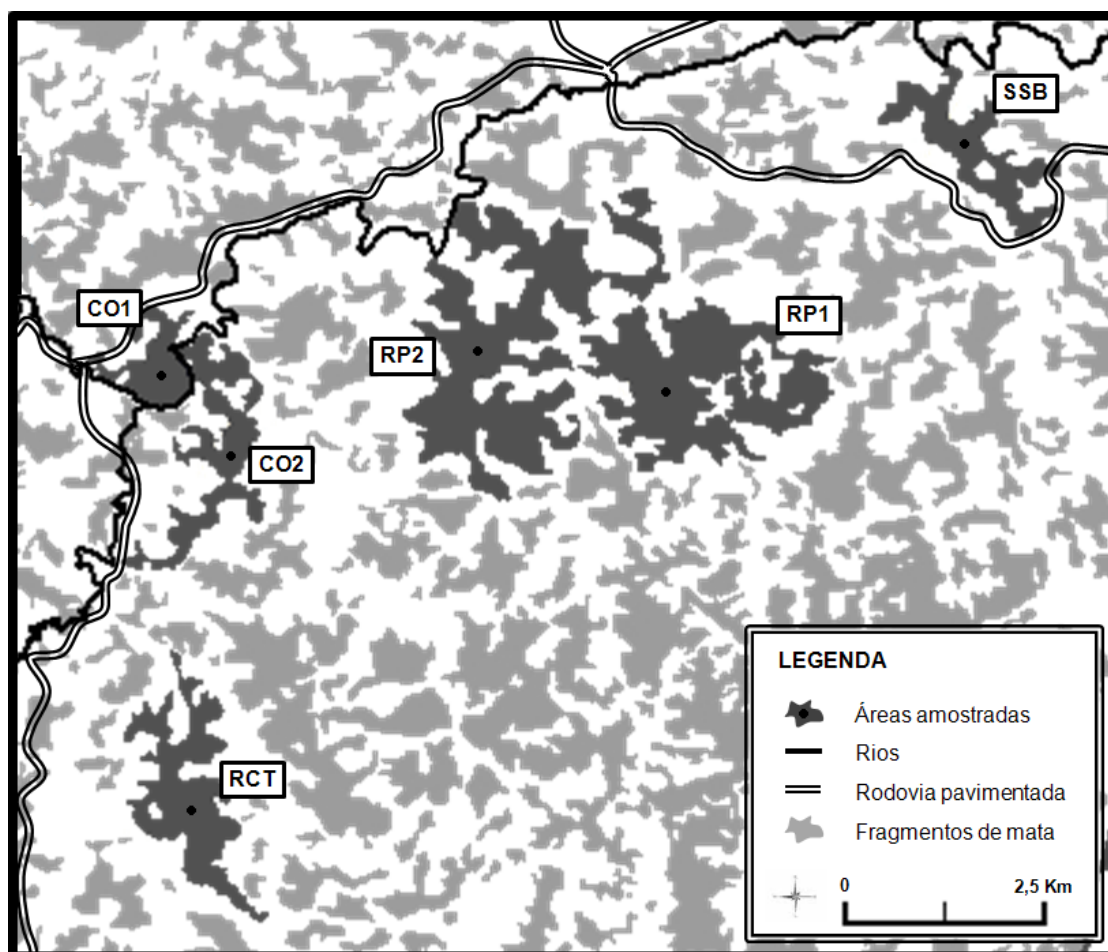 SSB
CO1
RP1
RP2
CO2
RCT
LEGENDA
Áreas amostradas
Rios
Rodovia pavimentada
Fragmentos de mata
0 2,5 Km